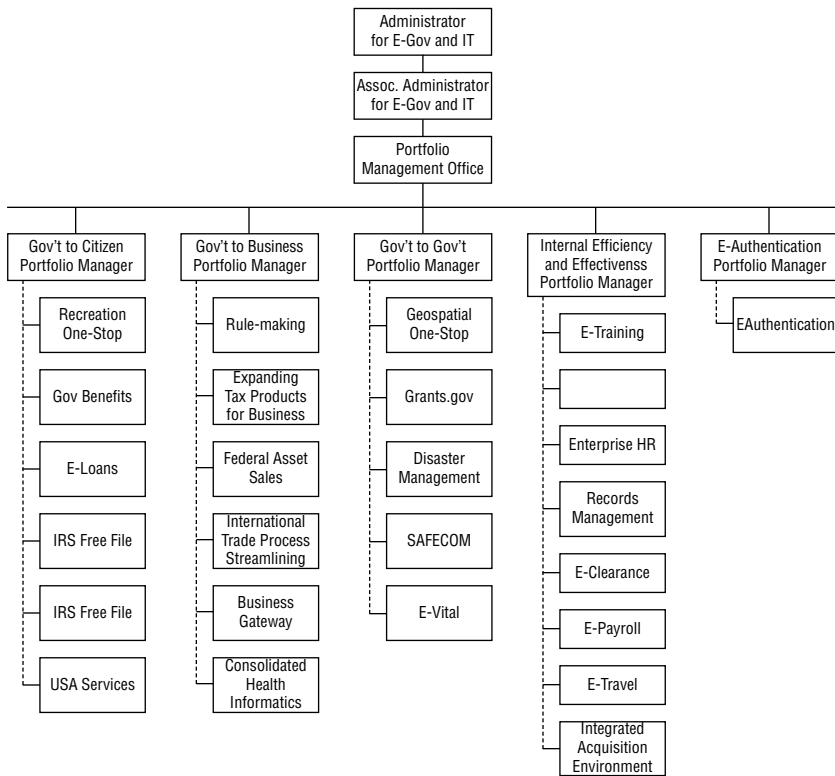 Administrator
for E-Gov and IT
Assoc. Administrator
for E-Gov and IT
Portfolio
Management Office
Gov't to Citizen
Portfolio Manager
Recreation
One-Stop
Gov Benefits
E-Loans
IRS Free File
IRS Free File
USA Services
Gov't to Business
Portfolio Manager
Rule-making
Expanding
Tax Products
for Business
Federal Asset
Sales
International
Trade Process
Streamlining
Business
Gateway
Consolidated
Health
Informatics
Gov't to Gov't
Portfolio Manager
Geospatial
One-Stop
Grants.gov
Disaster
Management
SAFECOM
E-Vital
Internal Efficiency
and Effectivenss
Portfolio Manager
E-Training
Enterprise HR
Records
Management
E-Clearance
E-Payroll
E-Travel
Integrated
Acquisition
Environment
E-Authentication
Portfolio Manager
EAuthentication